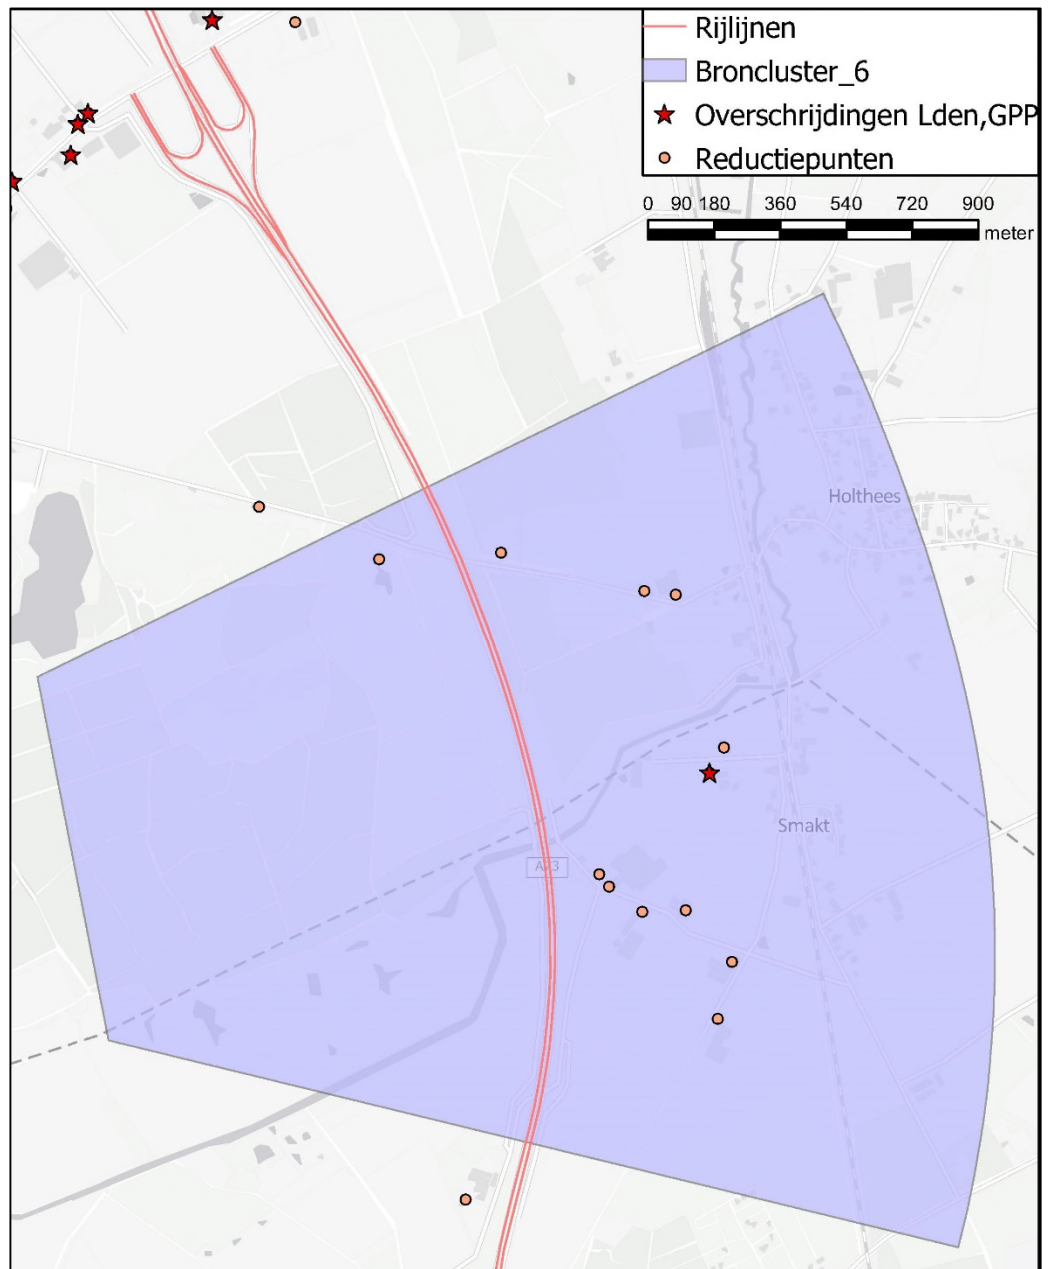 Rijlijnen
Broncluster_6
Overschrijdingen Lden,GPP
Reductiepunten
0 90 180 360 540 720 900
meter
Holthees
Smakt
A73